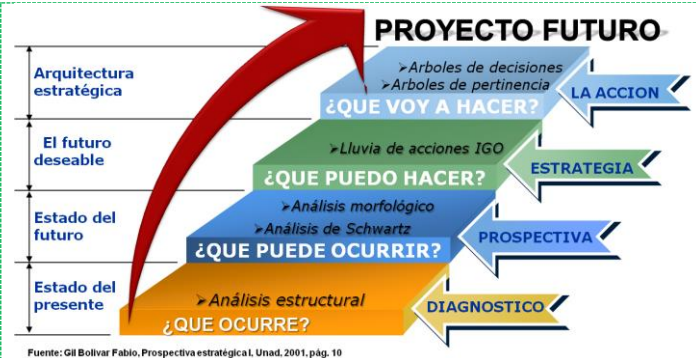 PROYECTO FUTURO
Arquitectura
estratégica
➢Arboles de decisiones
➢Arboles de pertinencia
¿QUE VOY A HACER?
LA ACCION
El futuro
deseable
➢Lluvia de acciones IGO
¿QUE PUEDO HACER?
ESTRATEGIA
Estado del
futuro
➢Análisis morfológico
➢Análisis de Schwartz
¿QUE PUEDE OCURRIR?
PROSPECTIVA
Estado del
presente
➢Análisis estructural
¿QUE OCURRE?
DIAGNOSTICO
Fuente: Gil Bolivar Fabio, Prospectiva estratégica I, Unad, 2001, pág. 10